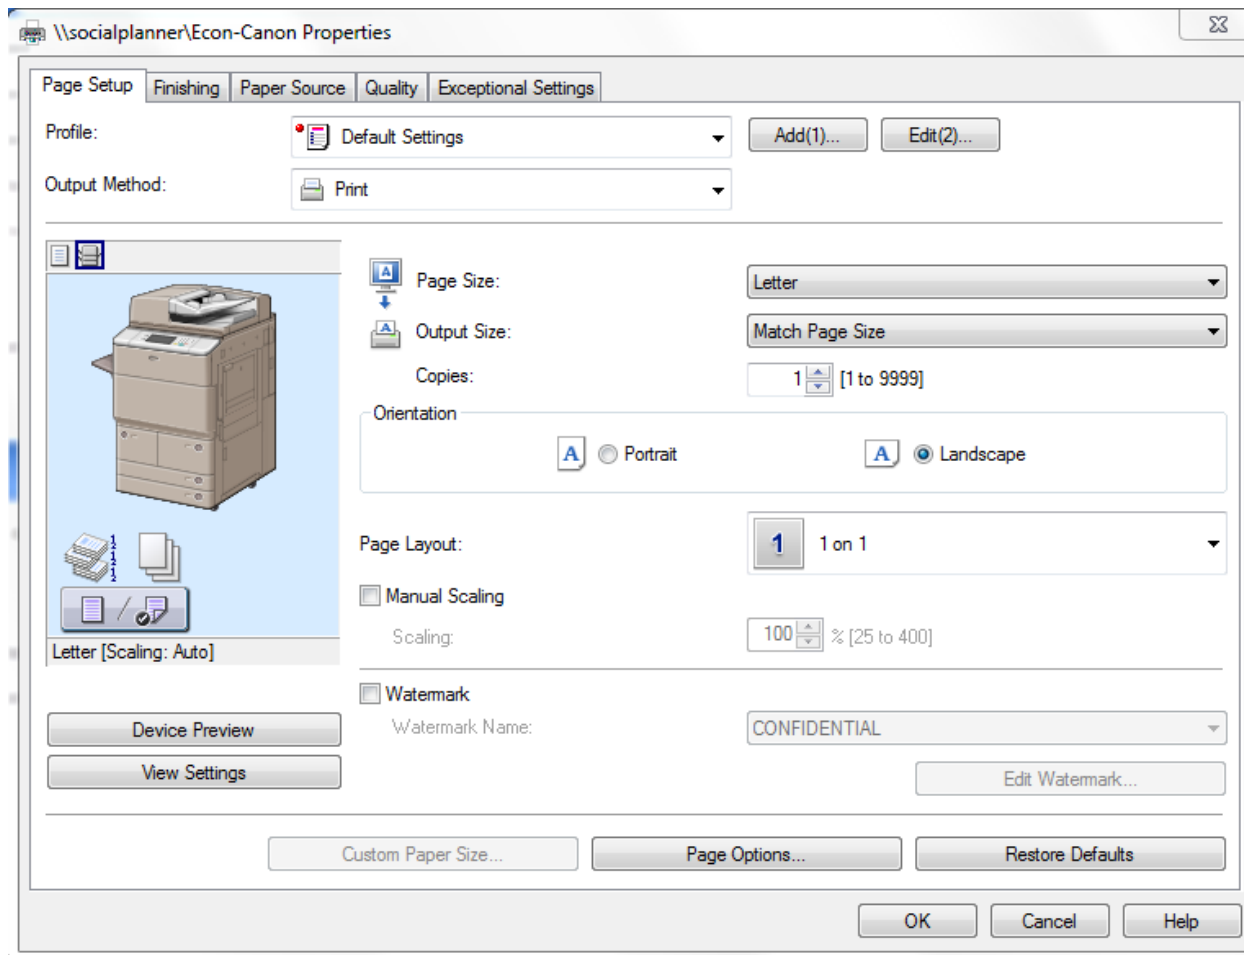 \\socialplanner\Econ-Canon Properties
Page Setup Finishing Paper Source Quality Exceptional Settings
Profile: Default Settings Add(1)... Edit(2)...
Output Method: Print
Page Size: Letter
Output Size: Match Page Size
Copies: 1 [1 to 9999]
Orientation
A Portrait A Landscape
Page Layout: 1 1 on 1
Manual Scaling
Scaling: 100 % [25 to 400]
Letter [Scaling: Auto]
Watermark
Watermark Name: CONFIDENTIAL
Device Preview
View Settings
Edit Watermark...
Custom Paper Size... Page Options... Restore Defaults
OK Cancel Help